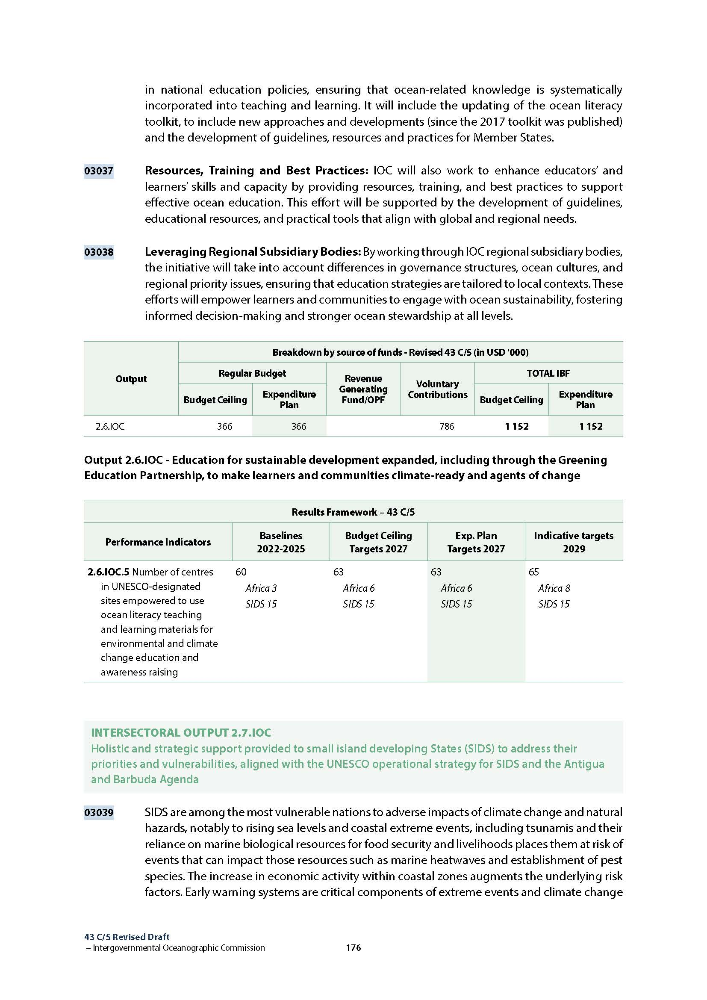 in national education policies, ensuring that ocean-related knowledge is systematically
incorporated into teaching and learning. It will include the updating of the ocean literacy
toolkit, to include new approaches and developments (since the 2017 toolkit was published)
and the development of guidelines, resources and practices for Member States.
03037 Resources, Training and Best Practices: IOC will also work to enhance educators’ and
learners’ skills and capacity by providing resources, training, and best practices to support
effective ocean education. This effort will be supported by the development of guidelines,
educational resources, and practical tools that align with global and regional needs.
03038 Leveraging Regional Subsidiary Bodies: By working through IOC regional subsidiary bodies,
the initiative will take into account differences in governance structures, ocean cultures, and
regional priority issues, ensuring that education strategies are tailored to local contexts. These
efforts will empower learners and communities to engage with ocean sustainability, fostering
informed decision-making and stronger ocean stewardship at all levels.
Output
Breakdown by source of funds - Revised 43 C/5 (in USD '000)
Regular Budget
Revenue
Generating
Fund/OPF
Voluntary
Contributions
TOTAL IBF
Budget Ceiling
Expenditure
Plan
Budget Ceiling
Expenditure
Plan
2.6.IOC 366 366 786 1 152 1 152
Output 2.6.IOC - Education for sustainable development expanded, including through the Greening
Education Partnership, to make learners and communities climate-ready and agents of change
Results Framework – 43 C/5
Performance Indicators
Baselines
2022-2025
Budget Ceiling
Targets 2027
Exp. Plan
Targets 2027
Indicative targets
2029
2.6.IOC.5 Number of centres
in UNESCO-designated
sites empowered to use
ocean literacy teaching
and learning materials for
environmental and climate
change education and
awareness raising
60
Africa 3
SIDS 15
63
Africa 6
SIDS 15
63
Africa 6
SIDS 15
65
Africa 8
SIDS 15
INTERSECTORAL OUTPUT 2.7.IOC
Holistic and strategic support provided to small island developing States (SIDS) to address their
priorities and vulnerabilities, aligned with the UNESCO operational strategy for SIDS and the Antigua
and Barbuda Agenda
03039 SIDS are among the most vulnerable nations to adverse impacts of climate change and natural
hazards, notably to rising sea levels and coastal extreme events, including tsunamis and their
reliance on marine biological resources for food security and livelihoods places them at risk of
events that can impact those resources such as marine heatwaves and establishment of pest
species. The increase in economic activity within coastal zones augments the underlying risk
factors. Early warning systems are critical components of extreme events and climate change
43 C/5 Revised Draft
– Intergovernmental Oceanographic Commission 176